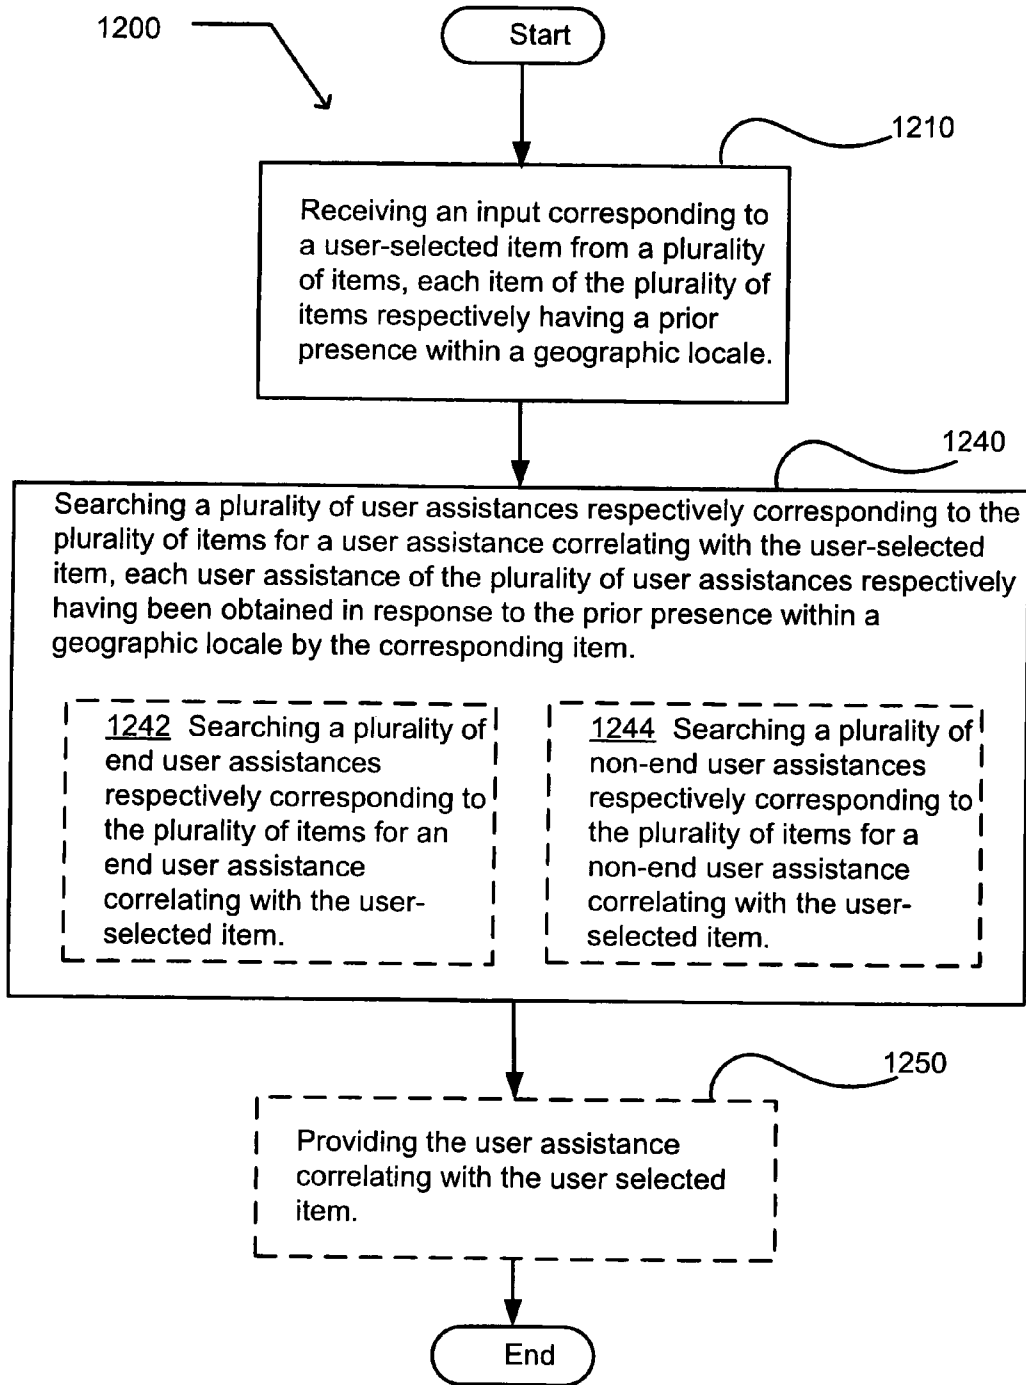 1200
Start
1210
Receiving an input corresponding to
a user-selected item from a plurality
of items, each item of the plurality of
items respectively having a prior
presence within a geographic locale.
1240
Searching a plurality of user assistances respectively corresponding to the
plurality of items for a user assistance correlating with the user-selected
item, each user assistance of the plurality of user assistances respectively
having been obtained in response to the prior presence within a
geographic locale by the corresponding item.
1242 Searching a plurality of
end user assistances
respectively corresponding to
the plurality of items for an
end user assistance
correlating with the user-
selected item.
1244 Searching a plurality of
non-end user assistances
respectively corresponding to
the plurality of items for a
non-end user assistance
correlating with the user-
selected item.
1250
Providing the user assistance
correlating with the user selected
item.
End